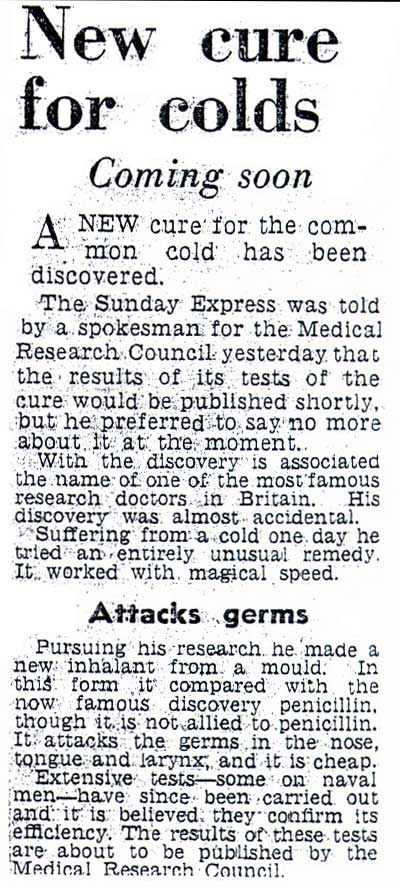 New cure
for colds
Coming soon
A NEW cure for the com-
mon cold has been
discovered.
The Sunday Express was told
by a spokesman for the Medical
Research Council yesterday that
the results of its tests of the
cure would be published shortly,
but he preferred to say no more
about it at the moment.
With the discovery is associated
the name of one of the most famous
research doctors in Britain. His
discovery was almost accidental.
Suffering from a cold one day he
tried an entirely unusual remedy.
It worked with magical speed.
Attacks germs
Pursuing his research he made a
new inhalant from a mould. In
this form it compared with the
now famous discovery penicillin,
though it is not allied to penicillin.
It attacks the germs in the nose,
tongue and larynx, and it is cheap.
Extensive tests—some on naval
men—have since been carried out
and it is believed they confirm its
efficiency. The results of these tests
are about to be published by the
Medical Research Council.